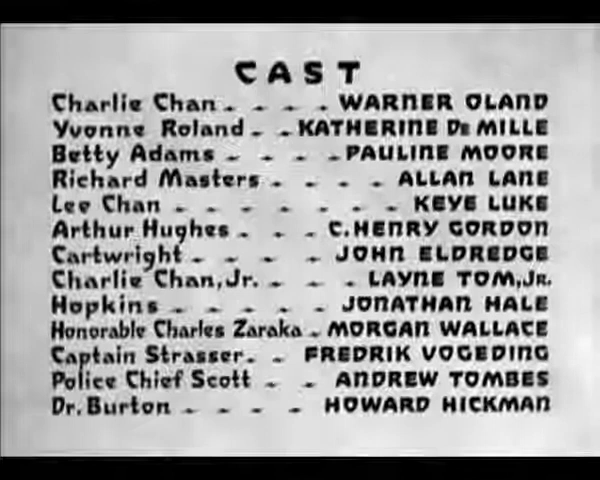 CAST
Charlie Chan - - - - WARNER OLAND
Yvonne Roland - - KATHERINE DE MILLE
Betty Adams - - - - PAULINE MOORE
Richard Masters - - - - ALLAN LANE
Lee Chan - - - - - - - KEYE LUKE
Arthur Hughes - - - C. HENRY GORDON
Cartwright - - - - JOHN ELDREDGE
Charlie Chan, Jr. - - - LAYNE TOM, JR.
Hopkins - - - - - JONATHAN HALE
Honorable Charles Zaraka - MORGAN WALLACE
Captain Strasser - - FREDRIK VOGEDING
Police Chief Scott - - ANDREW TOMBES
Dr. Burton - - - - HOWARD HICKMAN